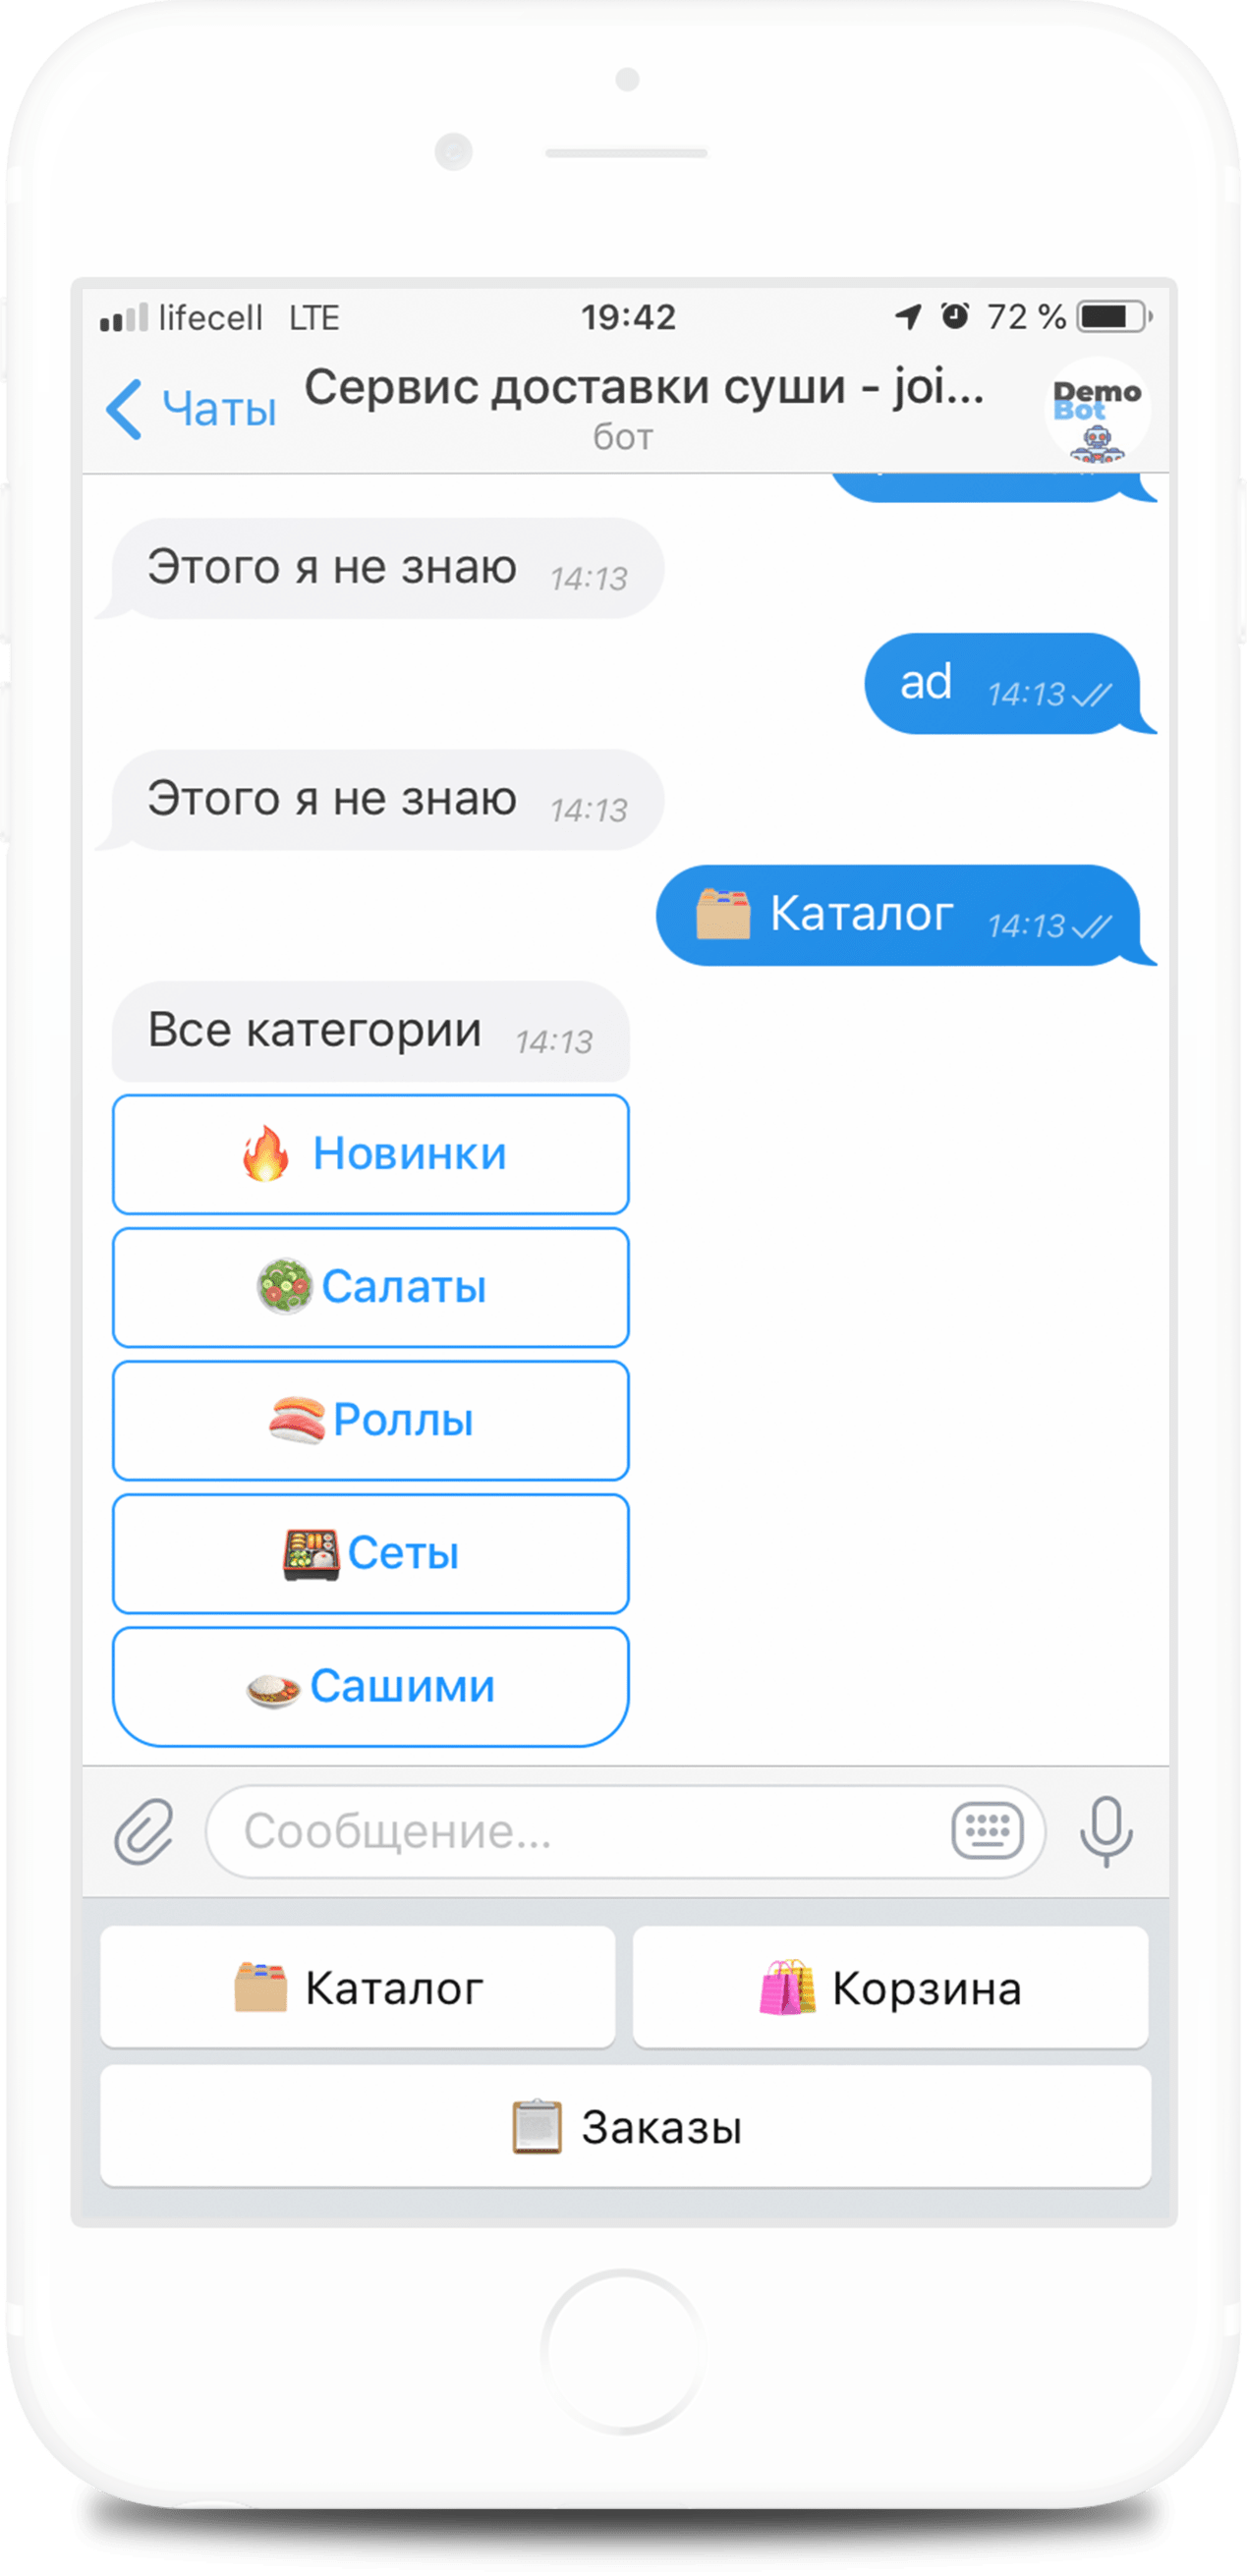 lifecell LTE 19:42 72 %
Чаты Сервис доставки суши - joi...
бот
Demo
Bot
Этого я не знаю 14:13
ad 14:13
Этого я не знаю 14:13
Каталог 14:13
Все категории 14:13
Новинки
Салаты
Роллы
Сеты
Сашими
Сообщение...
Каталог Корзина
Заказы